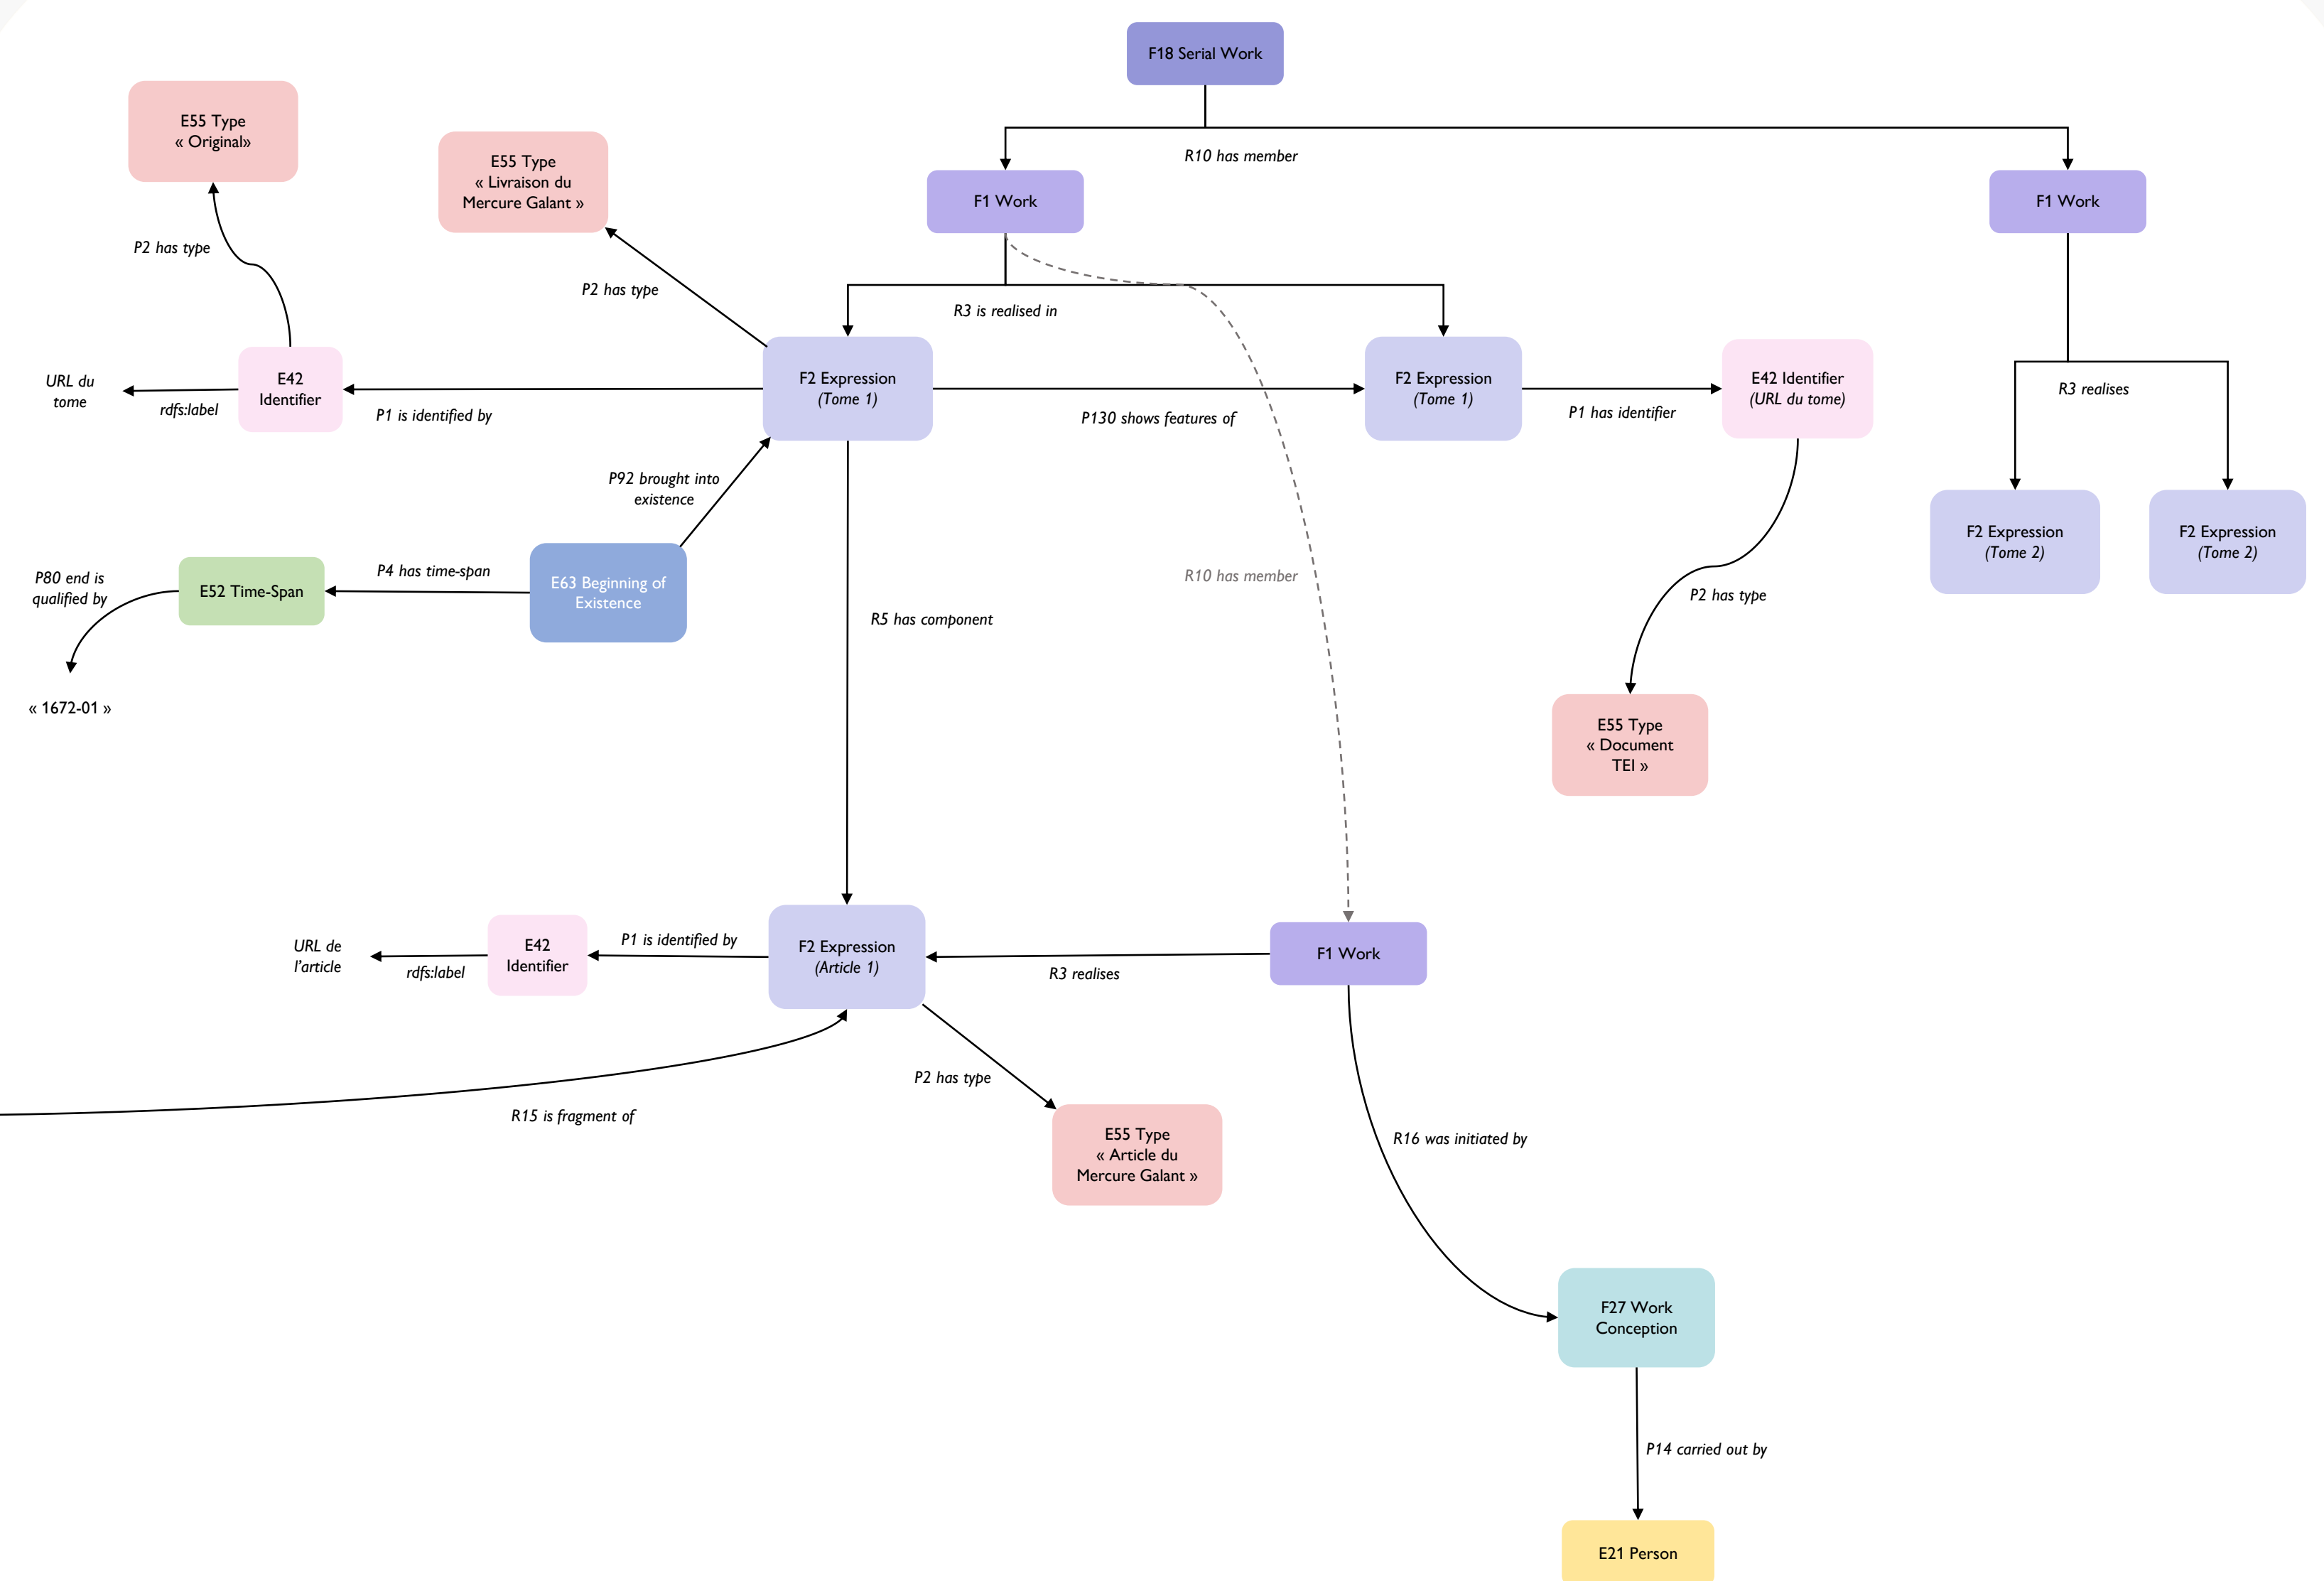 F18 Serial Work
E55 Type
« Original»
E55 Type
« Livraison du
Mercure Galant »
R10 has member
F1 Work
F1 Work
P2 has type
P2 has type
R3 is realised in
URL du
tome
rdfs:label
E42
Identifier
P1 is identified by
F2 Expression
(Tome 1)
P130 shows features of
F2 Expression
(Tome 1)
P1 has identifier
E42 Identifier
(URL du tome)
R3 realises
P92 brought into
existence
F2 Expression
(Tome 2)
F2 Expression
(Tome 2)
P80 end is
qualified by
E52 Time-Span
P4 has time-span
E63 Beginning of
Existence
R5 has component
R10 has member
P2 has type
« 1672-01 »
E55 Type
« Document
TEI »
URL de
l'article
rdfs:label
E42
Identifier
P1 is identified by
F2 Expression
(Article 1)
R3 realises
F1 Work
P2 has type
R15 is fragment of
E55 Type
« Article du
Mercure Galant »
R16 was initiated by
F27 Work
Conception
P14 carried out by
E21 Person